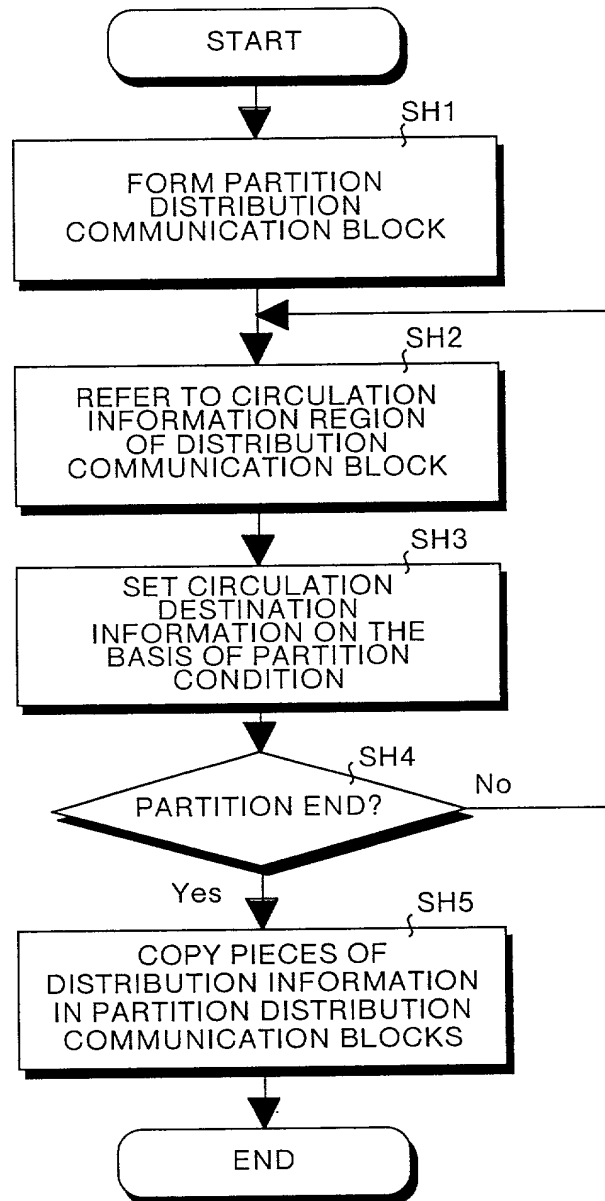 START
SH1
FORM PARTITION
DISTRIBUTION
COMMUNICATION BLOCK
SH2
REFER TO CIRCULATION
INFORMATION REGION
OF DISTRIBUTION
COMMUNICATION BLOCK
SH3
SET CIRCULATION
DESTINATION
INFORMATION ON THE
BASIS OF PARTITION
CONDITION
SH4
PARTITION END?
No
Yes
SH5
COPY PIECES OF
DISTRIBUTION INFORMATION
IN PARTITION DISTRIBUTION
COMMUNICATION BLOCKS
END